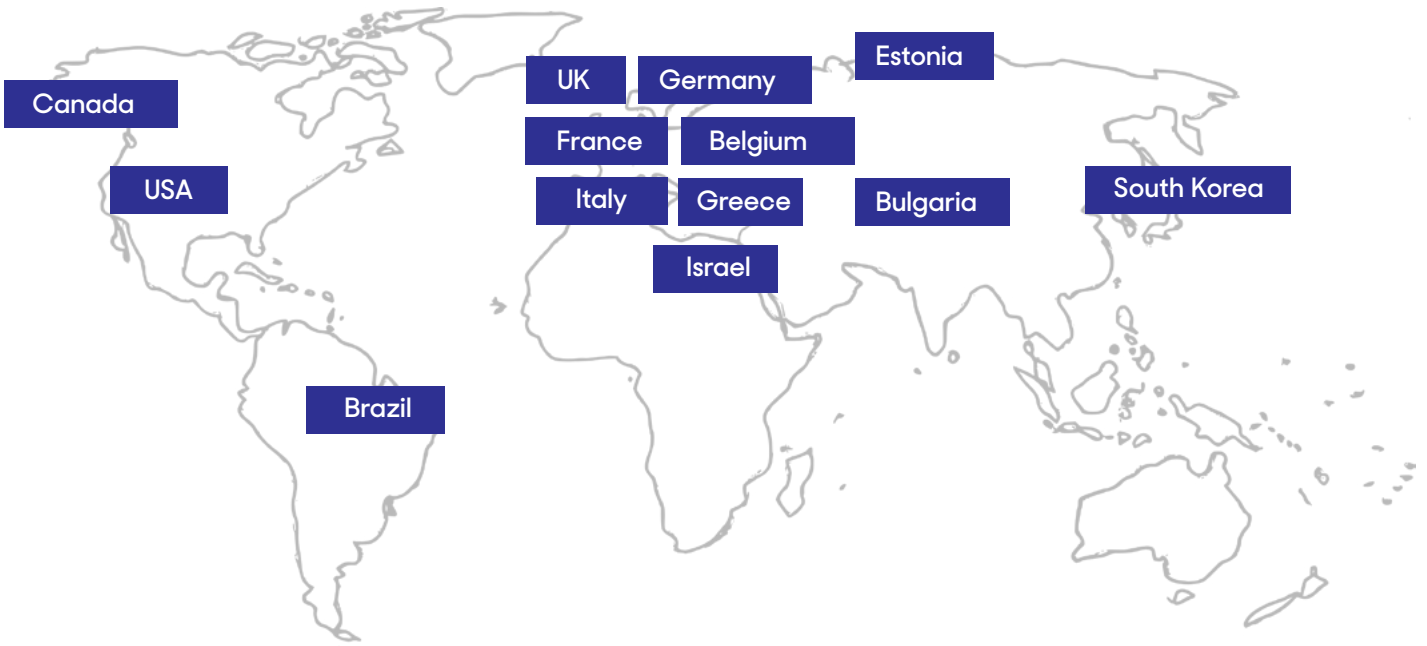 Estonia
UK
Germany
Canada
France
Belgium
USA
South Korea
Italy
Greece
Bulgaria
Israel
Brazil